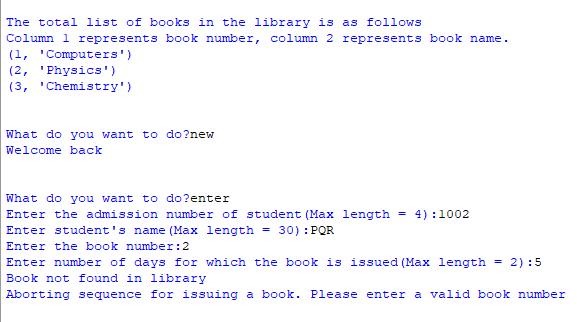 The total list of books in the library is as follows
Column 1 represents book number, column 2 represents book name.
(1, 'Computers')
(2, 'Physics')
(3, 'Chemistry')
What do you want to do?new
Welcome back
What do you want to do?enter
Enter the admission number of student(Max length = 4):1002
Enter student's name(Max length = 30):PQR
Enter the book number:2
Enter number of days for which the book is issued(Max length = 2):5
Book not found in library
Aborting sequence for issuing a book. Please enter a valid book number